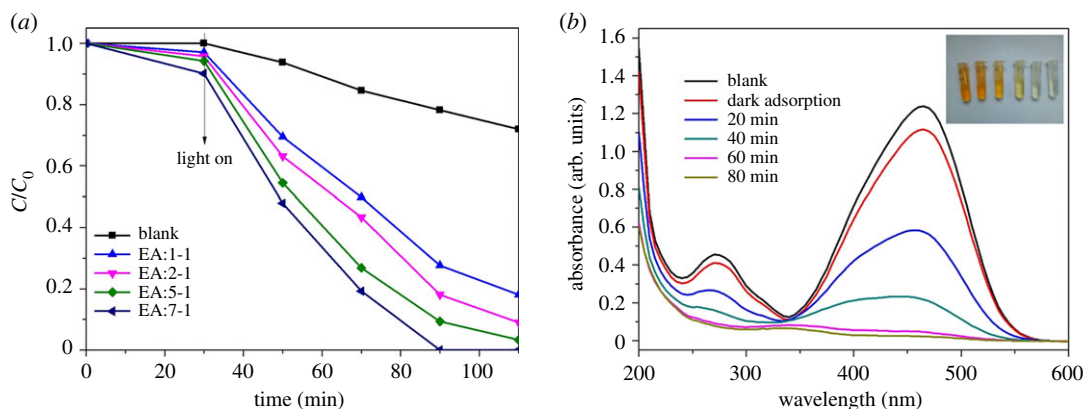 (a)
1.0
0.8
0.6
0.4
0.2
0
C/C0
light on
blank
EA:1-1
EA:2-1
EA:5-1
EA:7-1
0 20 40 60 80 100
time (min)
(b)
1.6
1.4
1.2
1.0
0.8
0.6
0.4
0.2
0
absorbance (arb. units)
blank
dark adsorption
20 min
40 min
60 min
80 min
200 300 400 500 600
wavelength (nm)